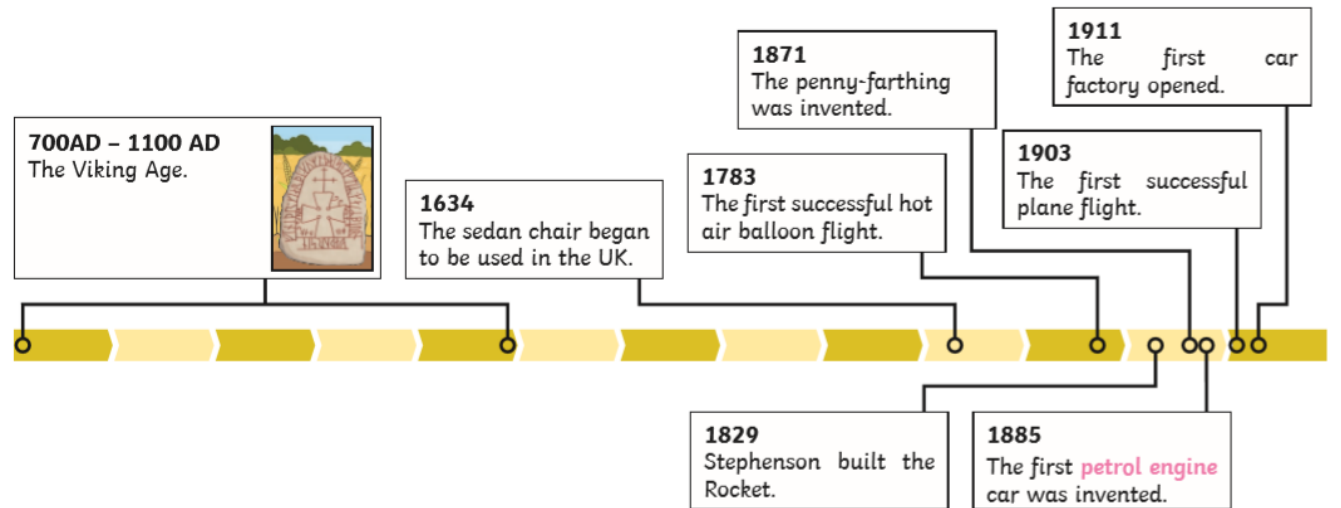 700AD – 1100 AD
The Viking Age.
1634
The sedan chair began
to be used in the UK.
1783
The first successful hot
air balloon flight.
1829
Stephenson built the
Rocket.
1871
The penny-farthing
was invented.
1885
The first petrol engine
car was invented.
1903
The first successful
plane flight.
1911
The first car
factory opened.